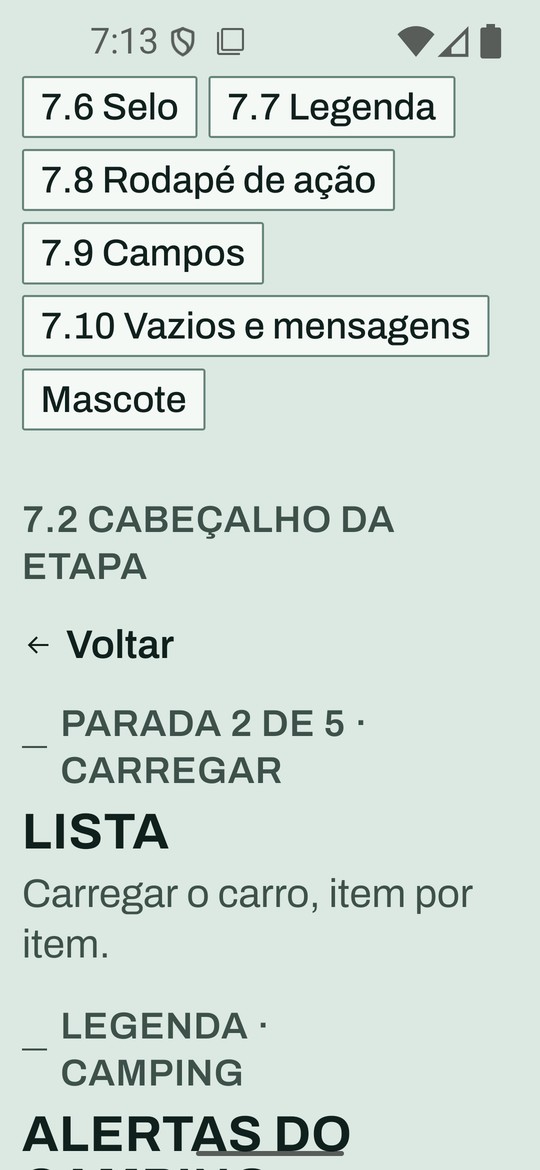 7:13
7.6 Selo 7.7 Legenda
7.8 Rodapé de ação
7.9 Campos
7.10 Vazios e mensagens
Mascote
7.2 CABEÇALHO DA
ETAPA
← Voltar
PARADA 2 DE 5 ·
CARREGAR
LISTA
Carregar o carro, item por
item.
LEGENDA ·
CAMPING
ALERTAS DO